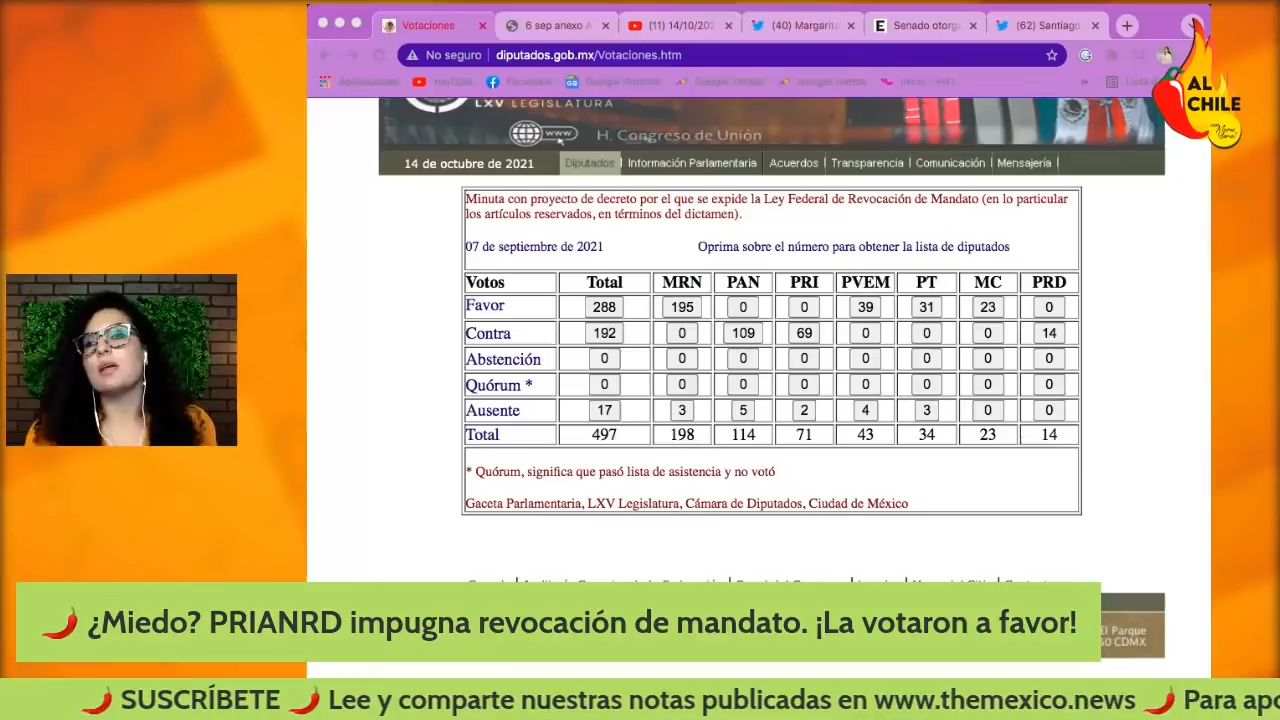 Votaciones
6 sep anexo A
(11) 14/10/202
(40) Margarit
Senado otorg
(62) Santiago
No seguro | diputados.gob.mx/Votaciones.htm
YouTube
Facebook
AL CHILE
LXV LEGISLATURA
www
H. Congreso de Unión
14 de octubre de 2021
Diputados | Información Parlamentaria | Acuerdos | Transparencia | Comunicación | Mensajería |
Minuta con proyecto de decreto por el que se expide la Ley Federal de Revocación de Mandato (en lo particular
los artículos reservados, en términos del dictamen).
07 de septiembre de 2021 Oprima sobre el número para obtener la lista de diputados
Votos Total MRN PAN PRI PVEM PT MC PRD
Favor 288 195 0 0 39 31 23 0
Contra 192 0 109 69 0 0 0 14
Abstención 0 0 0 0 0 0 0 0
Quórum * 0 0 0 0 0 0 0 0
Ausente 17 3 5 2 4 3 0 0
Total 497 198 114 71 43 34 23 14
* Quórum, significa que pasó lista de asistencia y no votó
Gaceta Parlamentaria, LXV Legislatura, Cámara de Diputados, Ciudad de México
El Parque
60 CDMX
¿Miedo? PRIANRD impugna revocación de mandato. ¡La votaron a favor!
SUSCRÍBETE Lee y comparte nuestras notas publicadas en www.themexico.news Para apo